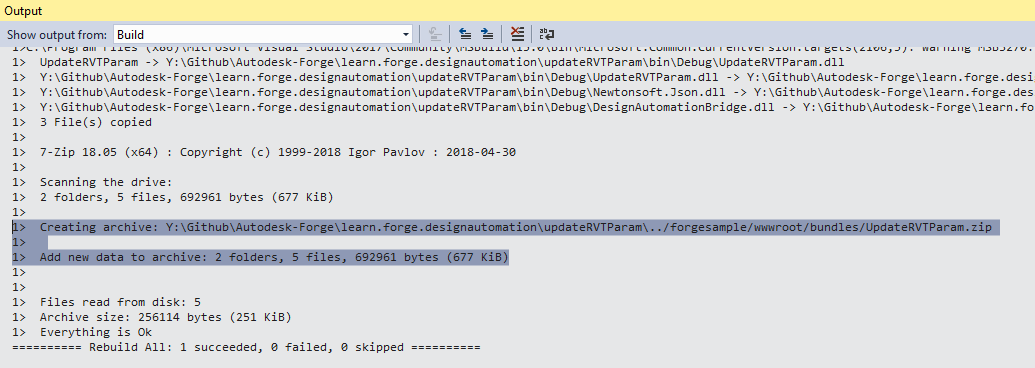 Output
Show output from: Build
1>C:\Program Files (x86)\Microsoft Visual Studio\2017\Community\MSBuild\15.0\Bin\Microsoft.Common.CurrentVersion.targets(2106,5): warning MSB3270:
1>  UpdateRVTParam -> Y:\Github\Autodesk-Forge\learn.forge.designautomation\updateRVTParam\bin\Debug\UpdateRVTParam.dll
1>  Y:\Github\Autodesk-Forge\learn.forge.designautomation\updateRVTParam\bin\Debug\UpdateRVTParam.dll -> Y:\Github\Autodesk-Forge\learn.forge.desi
1>  Y:\Github\Autodesk-Forge\learn.forge.designautomation\updateRVTParam\bin\Debug\Newtonsoft.Json.dll -> Y:\Github\Autodesk-Forge\learn.forge.des
1>  Y:\Github\Autodesk-Forge\learn.forge.designautomation\updateRVTParam\bin\Debug\DesignAutomationBridge.dll -> Y:\Github\Autodesk-Forge\learn.fo
1>  3 File(s) copied
1>
1>  7-Zip 18.05 (x64) : Copyright (c) 1999-2018 Igor Pavlov : 2018-04-30
1>
1>  Scanning the drive:
1>  2 folders, 5 files, 692961 bytes (677 KiB)
1>
1>  Creating archive: Y:\Github\Autodesk-Forge\learn.forge.designautomation\updateRVTParam\../forgesample/wwwroot/bundles/UpdateRVTParam.zip
1>
1>  Add new data to archive: 2 folders, 5 files, 692961 bytes (677 KiB)
1>
1>
1>  Files read from disk: 5
1>  Archive size: 256114 bytes (251 KiB)
1>  Everything is Ok
========== Rebuild All: 1 succeeded, 0 failed, 0 skipped ==========